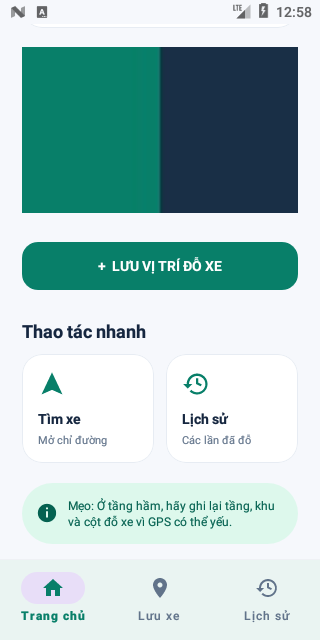 LTE 12:58
+ LƯU VỊ TRÍ ĐỖ XE
Thao tác nhanh
Tìm xe
Mở chỉ đường
Lịch sử
Các lần đã đỗ
Mẹo: Ở tầng hầm, hãy ghi lại tầng, khu
và cột đỗ xe vì GPS có thể yếu.
Trang chủ
Lưu xe
Lịch sử